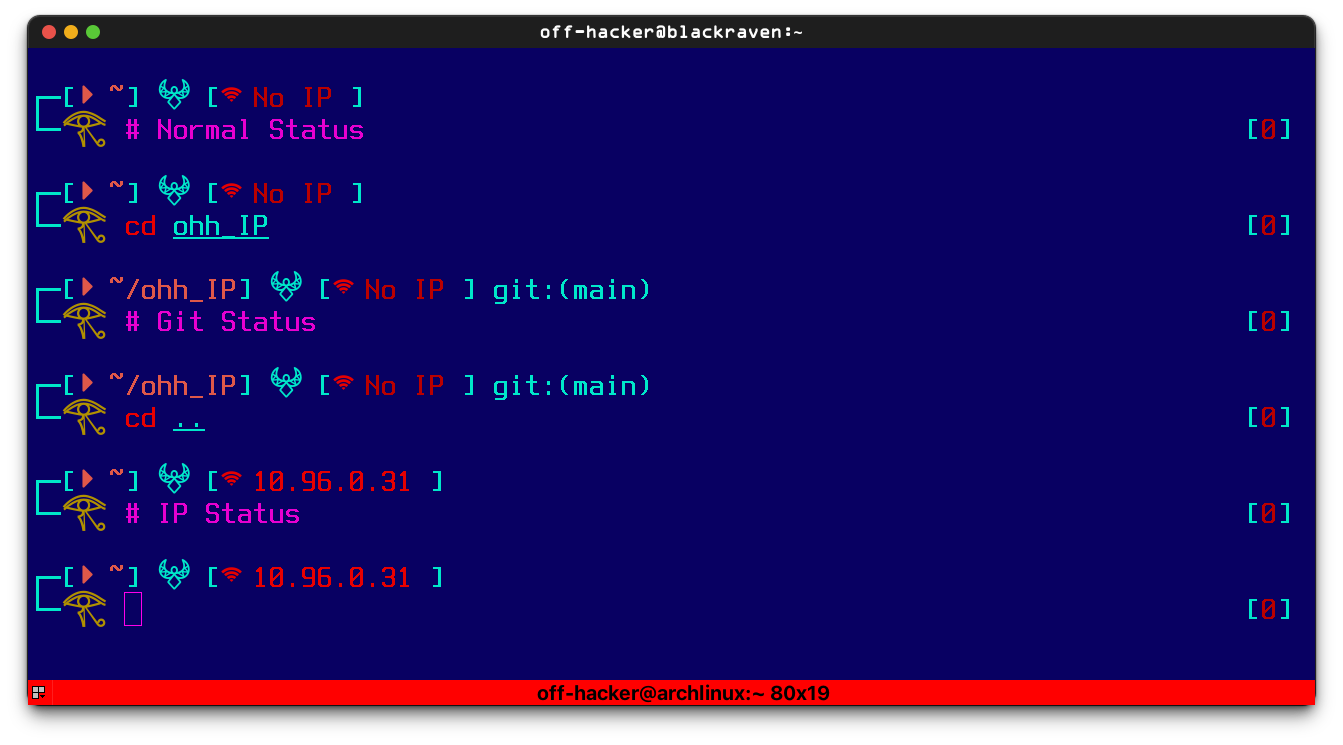 off-hacker@blackraven:~
[ ~] [ No IP ]
# Normal Status [0]
[ ~] [ No IP ]
cd ohh_IP [0]
[ ~/ohh_IP] [ No IP ] git:(main)
# Git Status [0]
[ ~/ohh_IP] [ No IP ] git:(main)
cd .. [0]
[ ~] [ 10.96.0.31 ]
# IP Status [0]
[ ~] [ 10.96.0.31 ]
[0]
off-hacker@archlinux:~ 80x19